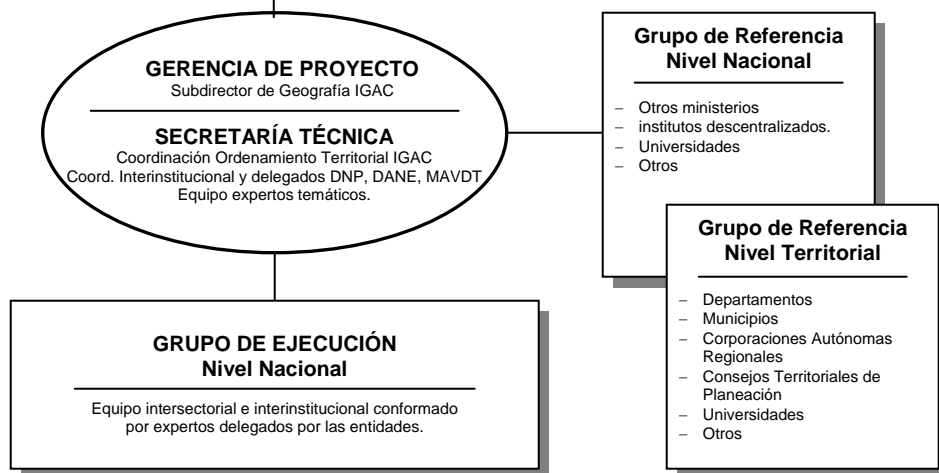 GERENCIA DE PROYECTO
Subdirector de Geografía IGAC
SECRETARÍA TÉCNICA
Coordinación Ordenamiento Territorial IGAC
Coord. Interinstitucional y delegados DNP, DANE, MAVDT
Equipo expertos temáticos.
Grupo de Referencia
Nivel Nacional
– Otros ministerios
– institutos descentralizados.
– Universidades
– Otros
Grupo de Referencia
Nivel Territorial
– Departamentos
– Municipios
– Corporaciones Autónomas
Regionales
– Consejos Territoriales de
Planeación
– Universidades
– Otros
GRUPO DE EJECUCIÓN
Nivel Nacional
Equipo intersectorial e interinstitucional conformado
por expertos delegados por las entidades.